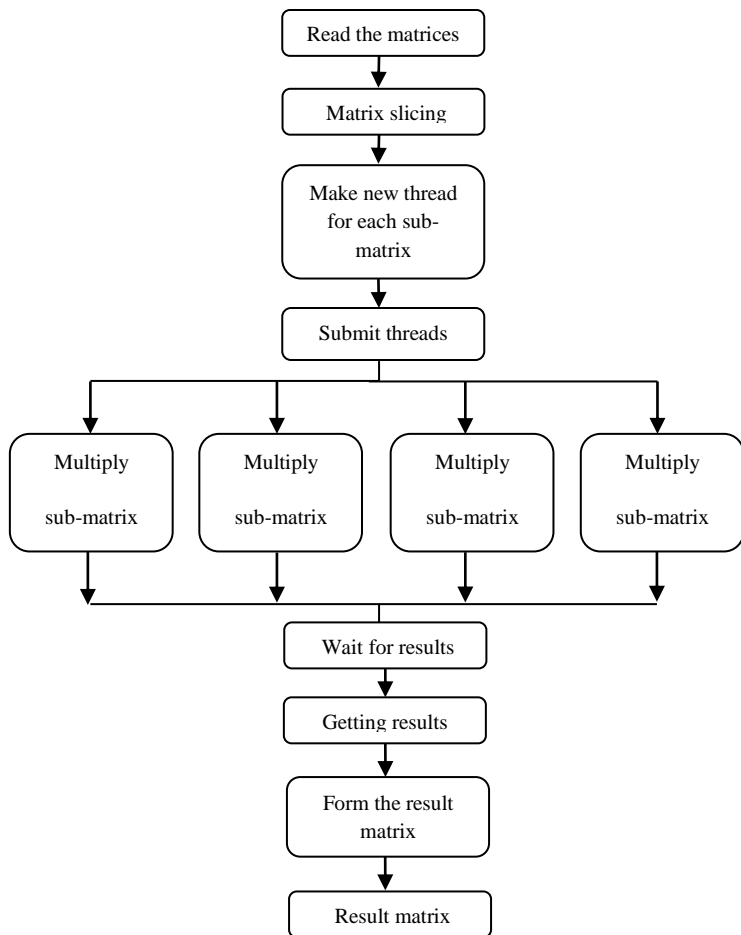 Read the matrices
Matrix slicing
Make new thread
for each sub-
matrix
Submit threads
Multiply
sub-matrix
Multiply
sub-matrix
Multiply
sub-matrix
Multiply
sub-matrix
Wait for results
Getting results
Form the result
matrix
Result matrix